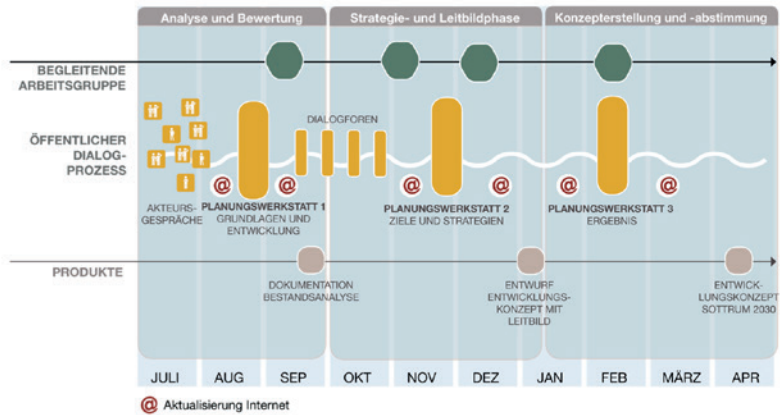 Analyse und Bewertung
Strategie- und Leitbildphase
Konzepterstellung und -abstimmung
BEGLEITENDE
ARBEITSGRUPPE
ÖFFENTLICHER
DIALOG-
PROZESS
DIALOGFOREN
@
@
@
@
@
@
AKTEURS-
GESPRÄCHE
PLANUNGSWERKSTATT 1
GRUNDLAGEN UND
ENTWICKLUNG
PLANUNGSWERKSTATT 2
ZIELE UND STRATEGIEN
PLANUNGSWERKSTATT 3
ERGEBNIS
PRODUKTE
DOKUMENTATION
BESTANDSANALYSE
ENTWURF
ENTWICKLUNGS-
KONZEPT MIT
LEITBILD
ENTWICK-
LUNGSKONZEPT
SOTTRUM 2030
JULI
AUG
SEP
OKT
NOV
DEZ
JAN
FEB
MÄRZ
APR
@ Aktualisierung Internet